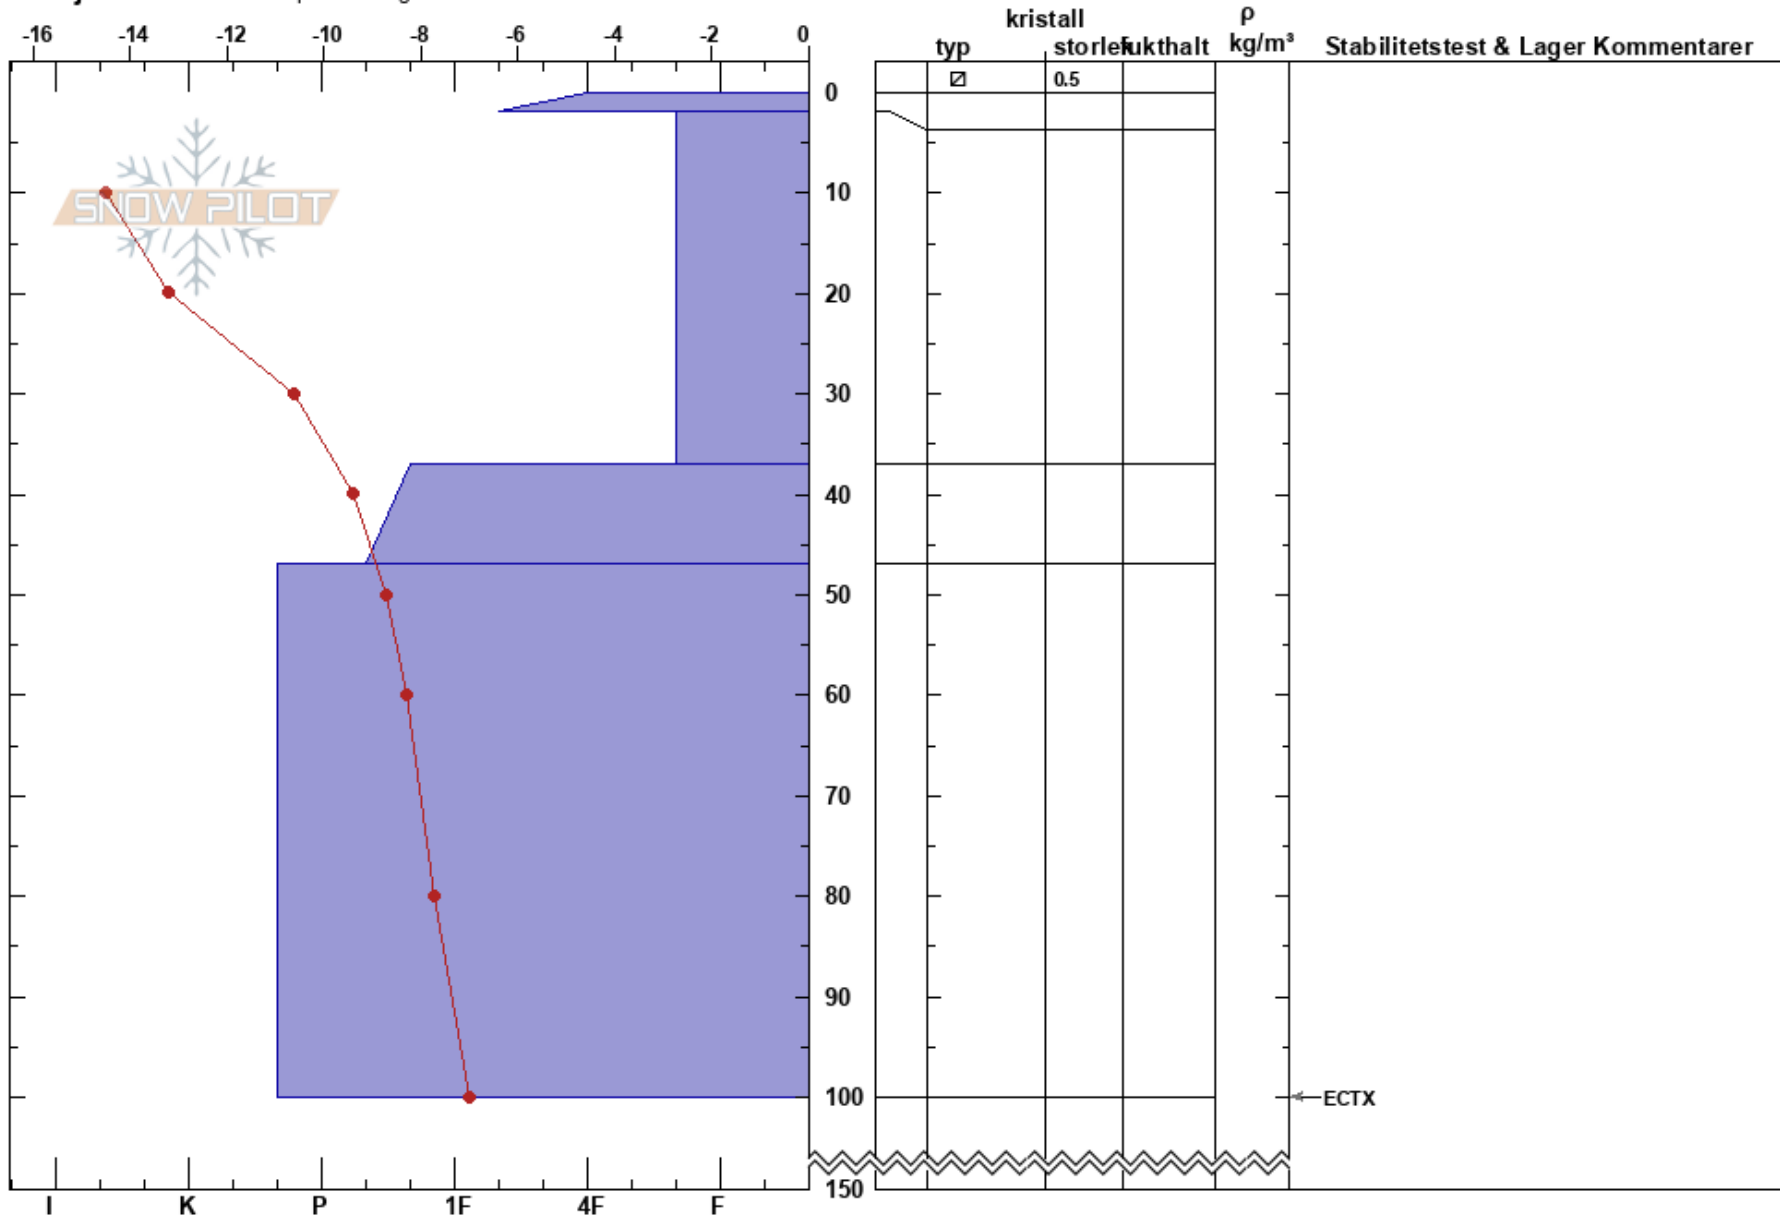 kristall ρ
-16 -14 -12 -10 -8 -6 -4 -2 0 typ storlek fukthalt kg/m³ Stabilitetstest & Lager Kommentarer
0.5
0
SNOW PILOT
10
20
30
40
50
60
70
80
90
100 ECTX
150
I K P 1F 4F F